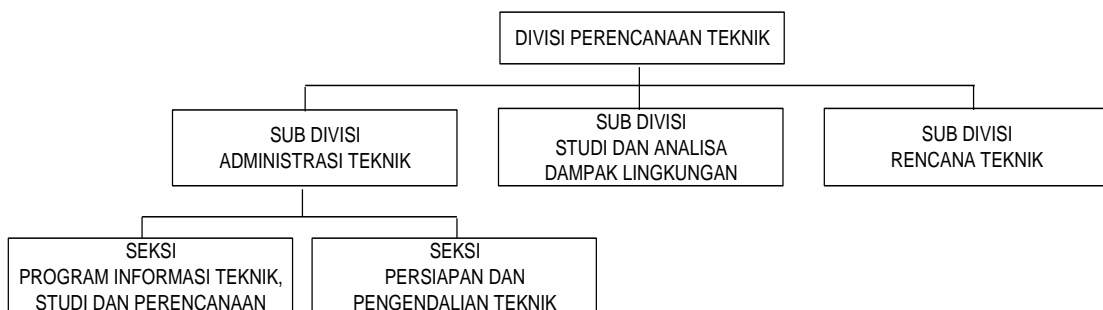 DIVISI PERENCANAAN TEKNIK
SUB DIVISI
ADMINISTRASI TEKNIK
SUB DIVISI
STUDI DAN ANALISA
DAMPAK LINGKUNGAN
SUB DIVISI
RENCANA TEKNIK
SEKSI
PROGRAM INFORMASI TEKNIK,
STUDI DAN PERENCANAAN
SEKSI
PERSIAPAN DAN
PENGENDALIAN TEKNIK